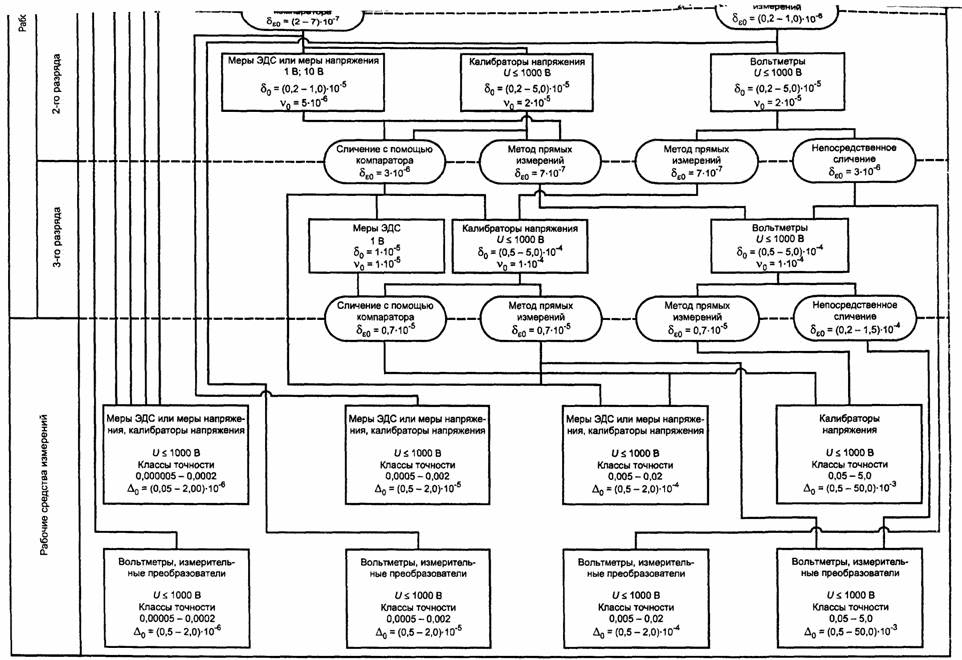 компаратора
δε0 = (2 – 7)·10-7
измерений
δε0 = (0,2 – 1,0)·10-6
Раб
2-го разряда
Меры ЭДС или меры напряжения
1 В; 10 В
δ0 = (0,2 – 1,0)·10-5
ν0 = 5·10-6
Калибраторы напряжения
U ≤ 1000 В
δ0 = (0,2 – 5,0)·10-5
ν0 = 2·10-5
Вольтметры
U ≤ 1000 В
δ0 = (0,2 – 5,0)·10-5
ν0 = 2·10-5
Сличение с помощью
компаратора
δε0 = 3·10-6
Метод прямых
измерений
δε0 = 7·10-7
Метод прямых
измерений
δε0 = 7·10-7
Непосредственное
сличение
δε0 = 3·10-6
3-го разряда
Меры ЭДС
1 В
δ0 = 1·10-5
ν0 = 1·10-5
Калибраторы напряжения
U ≤ 1000 В
δ0 = (0,5 – 5,0)·10-4
ν0 = 1·10-4
Вольтметры
U ≤ 1000 В
δ0 = (0,5 – 5,0)·10-4
ν0 = 1·10-4
Сличение с помощью
компаратора
δε0 = 0,7·10-5
Метод прямых
измерений
δε0 = 0,7·10-5
Метод прямых
измерений
δε0 = 0,7·10-5
Непосредственное
сличение
δε0 = (0,2 – 1,5)·10-4
Рабочие средства измерений
Меры ЭДС или меры напряже-
ния, калибраторы напряжения
U ≤ 1000 В
Классы точности
0,000005 – 0,0002
Δ0 = (0,05 – 2,00)·10-6
Меры ЭДС или меры напряже-
ния, калибраторы напряжения
U ≤ 1000 В
Классы точности
0,0005 – 0,002
Δ0 = (0,5 – 2,0)·10-5
Меры ЭДС или меры напряже-
ния, калибраторы напряжения
U ≤ 1000 В
Классы точности
0,005 – 0,02
Δ0 = (0,5 – 2,0)·10-4
Калибраторы
напряжения
U ≤ 1000 В
Классы точности
0,05 – 5,0
Δ0 = (0,5 – 50,0)·10-3
Вольтметры, измеритель-
ные преобразователи
U ≤ 1000 В
Классы точности
0,00005 – 0,0002
Δ0 = (0,5 – 2,0)·10-6
Вольтметры, измеритель-
ные преобразователи
U ≤ 1000 В
Классы точности
0,0005 – 0,002
Δ0 = (0,5 – 2,0)·10-5
Вольтметры, измеритель-
ные преобразователи
U ≤ 1000 В
Классы точности
0,005 – 0,02
Δ0 = (0,5 – 2,0)·10-4
Вольтметры, измеритель-
ные преобразователи
U ≤ 1000 В
Классы точности
0,05 – 5,0
Δ0 = (0,5 – 50,0)·10-3